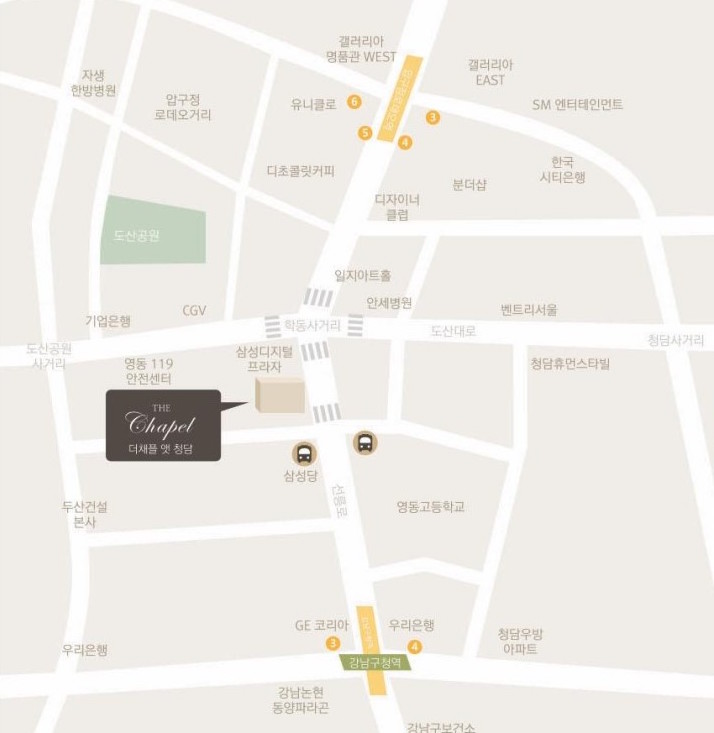 갤러리아
명품관 WEST
갤러리아
EAST
자생
한방병원
압구정
로데오거리
유니클로
6
3
SM 엔터테인먼트
5
4
한국
시티은행
디초콜릿커피
분더샵
디자이너
클럽
도산공원
일지아트홀
안세병원
CGV
벤트리서울
기업은행
학동사거리
도산대로
청담사거리
도산공원
사거리
삼성디지털
프라자
영동 119
안전센터
청담휴먼스타빌
THE
Chapel
더채플 앳 청담
삼성당
선릉로
두산건설
본사
영동고등학교
GE 코리아
우리은행
3
4
청담우방
아파트
우리은행
강남구청역
강남논현
동양파라곤
강남구보건소